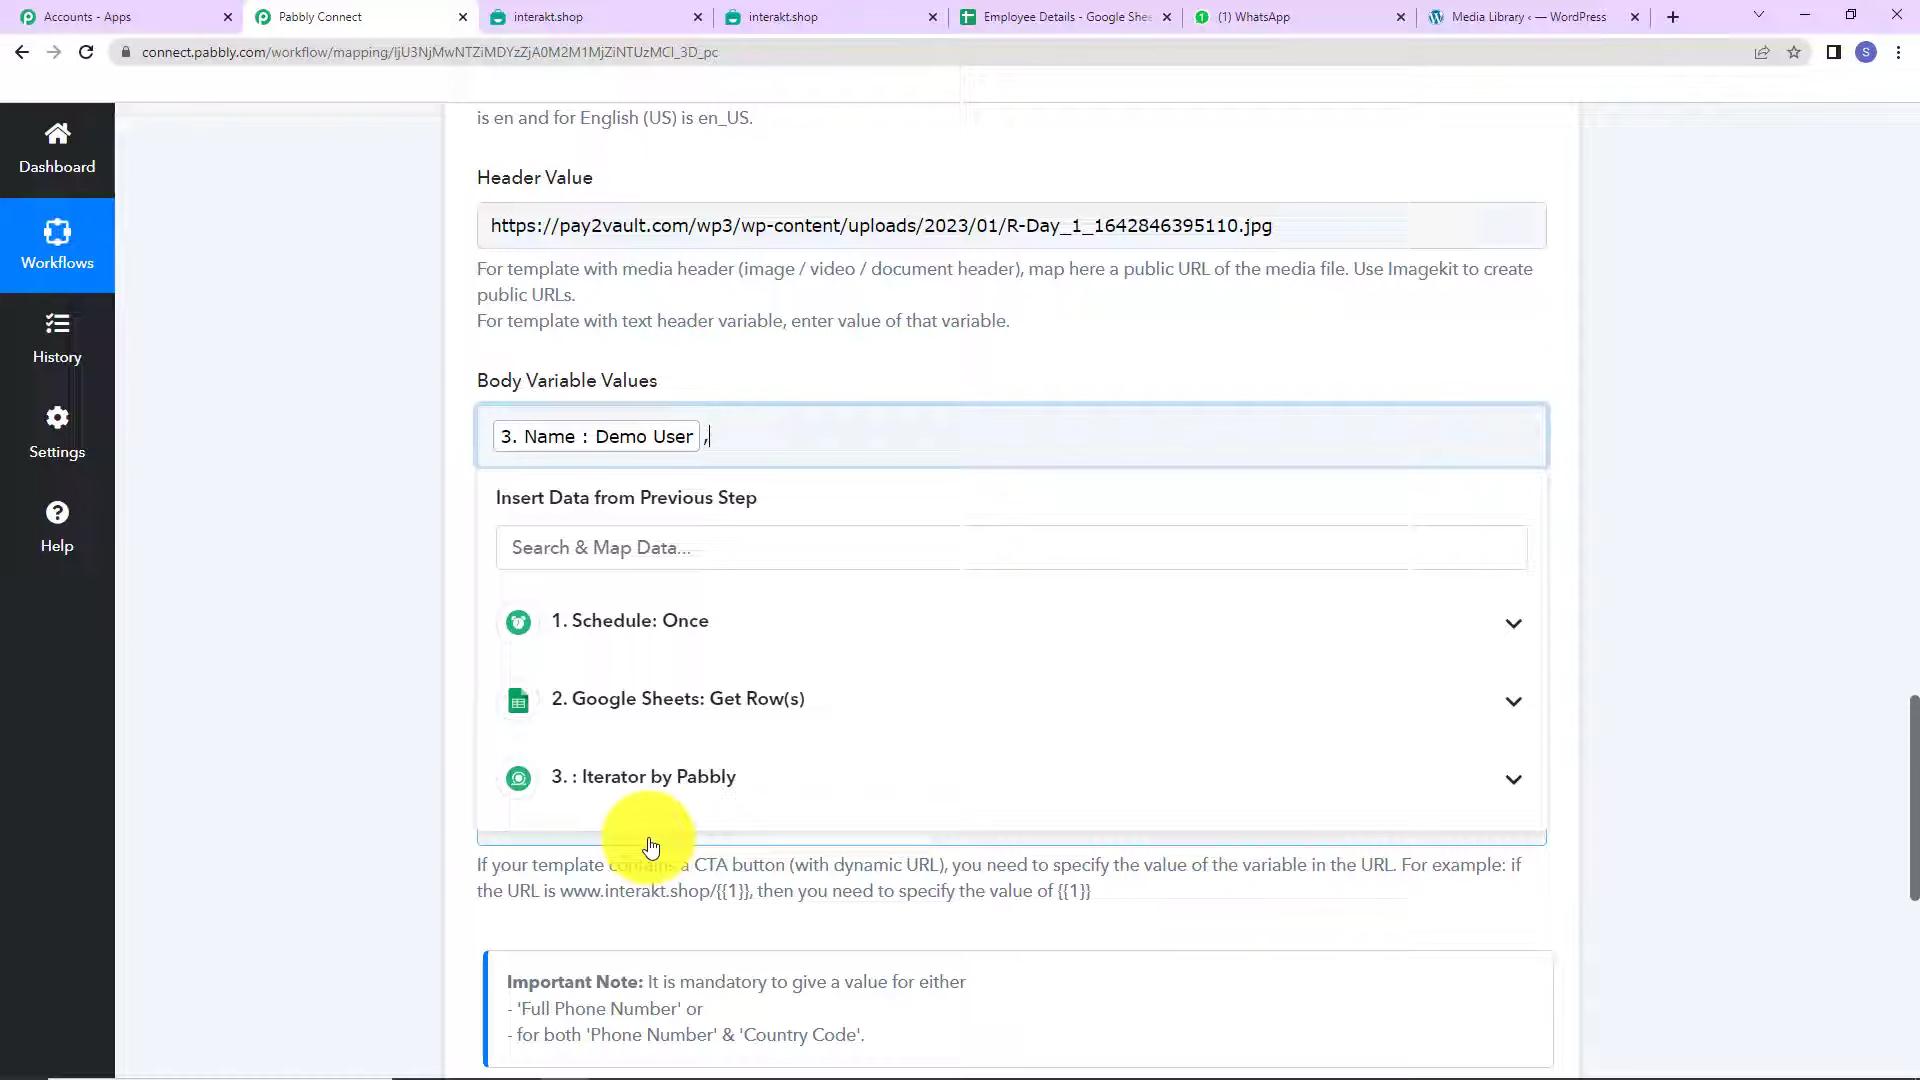 Accounts - Apps
Pabbly Connect
interakt.shop
interakt.shop
Employee Details - Google Shee
(1) WhatsApp
Media Library ‹ — WordPress
connect.pabbly.com/workflow/mapping/IjU3NjMwNTZiMDYzZjA0M2M1MjZiNTUzMCI_3D_pc
S
Dashboard
Workflows
History
Settings
Help
is en and for English (US) is en_US.
Header Value
https://pay2vault.com/wp3/wp-content/uploads/2023/01/R-Day_1_1642846395110.jpg
For template with media header (image / video / document header), map here a public URL of the media file. Use Imagekit to create
public URLs.
For template with text header variable, enter value of that variable.
Body Variable Values
3. Name : Demo User ,
Insert Data from Previous Step
Search & Map Data...
1. Schedule: Once
2. Google Sheets: Get Row(s)
3. : Iterator by Pabbly
If your template contains a CTA button (with dynamic URL), you need to specify the value of the variable in the URL. For example: if
the URL is www.interakt.shop/{{1}}, then you need to specify the value of {{1}}
Important Note: It is mandatory to give a value for either
- 'Full Phone Number' or
- for both 'Phone Number' & 'Country Code'.